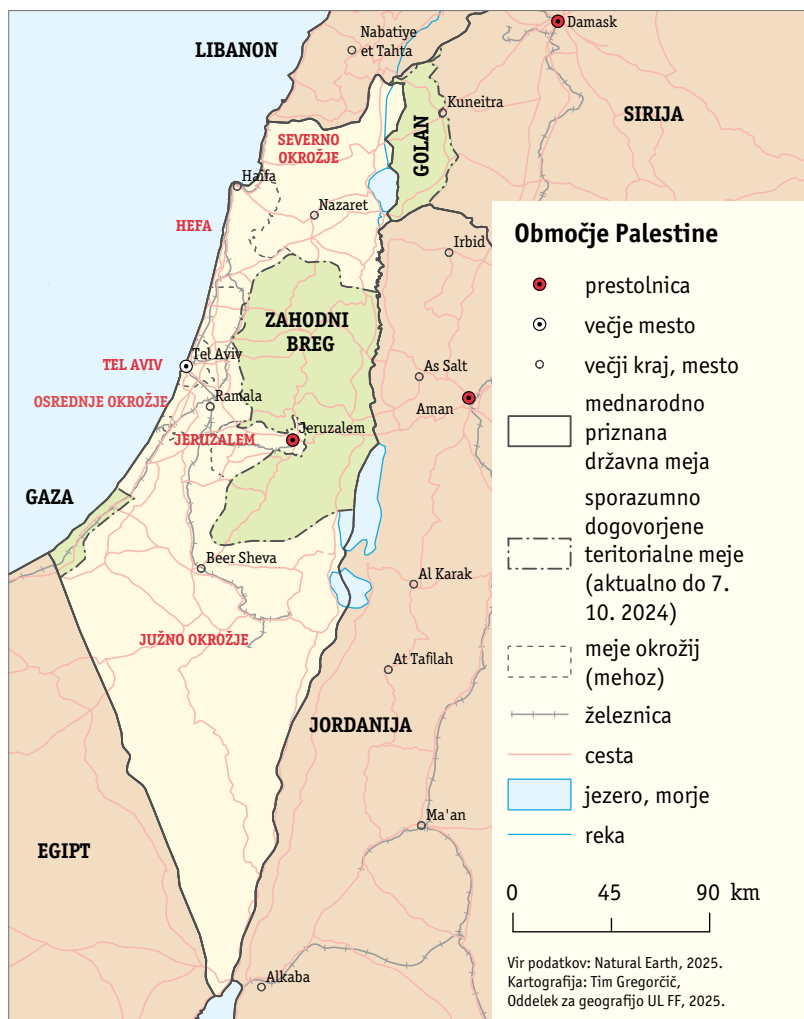 Damask
Nabatiye
et Tahta
LIBANON
Kuneitra
SIRIJA
SEVERNO
OKROŽJE
GOLAN
Haifa
Nazaret
HEFA
Irbid
ZAHODNI
BREG
TEL AVIV
Tel Aviv
As Salt
OSREDNJE OKROŽJE
Ramala
Aman
JERUZALEM
Jeruzalem
GAZA
Beer Sheva
Al Karak
JUŽNO OKROŽJE
At Tafilah
JORDANIJA
Ma'an
EGIPT
Alkaba
Območje Palestine
prestolnica
večje mesto
večji kraj, mesto
mednarodno
priznana
državna meja
sporazumno
dogovorjene
teritorialne meje
(aktualno do 7.
10. 2024)
meje okrožij
(mehoz)
železnica
cesta
jezero, morje
reka
0 45 90 km
Vir podatkov: Natural Earth, 2025.
Kartografija: Tim Gregorčič,
Oddelek za geografijo UL FF, 2025.